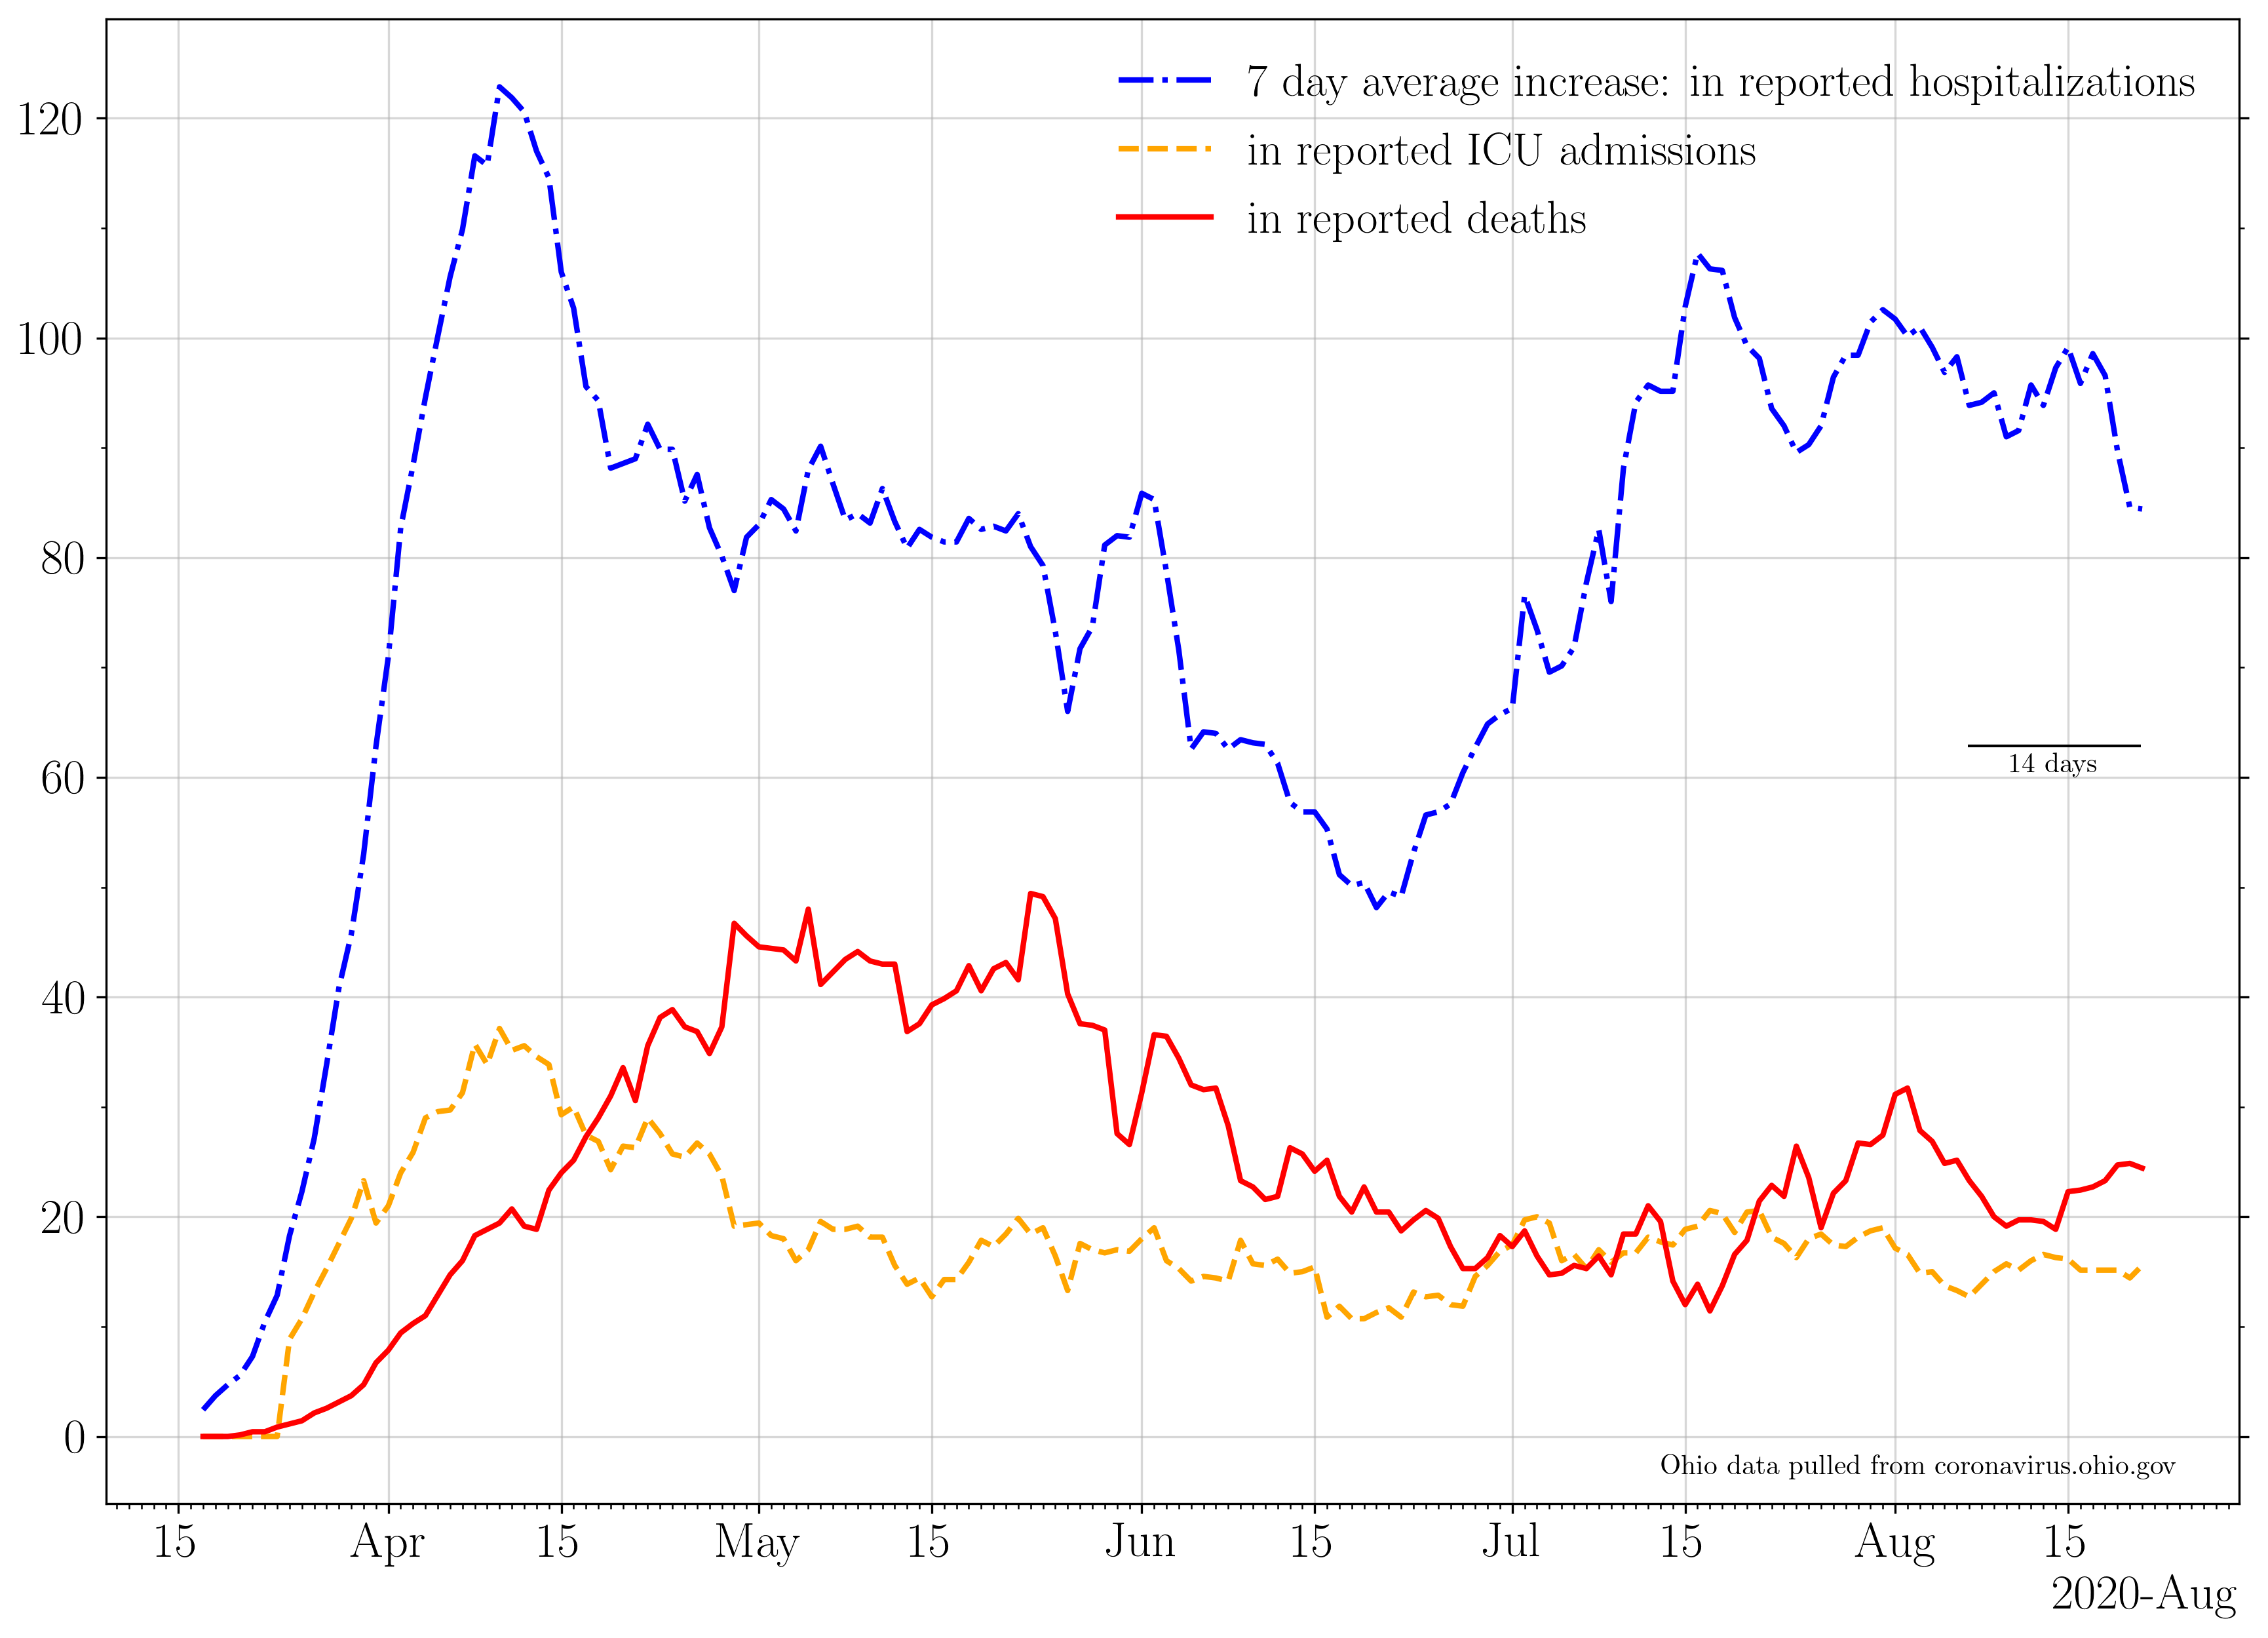 7 day average increase: in reported hospitalizations
in reported ICU admissions
in reported deaths
120
100
80
60
40
20
0
14 days
Ohio data pulled from coronavirus.ohio.gov
15 Apr 15 May 15 Jun 15 Jul 15 Aug 15
2020-Aug